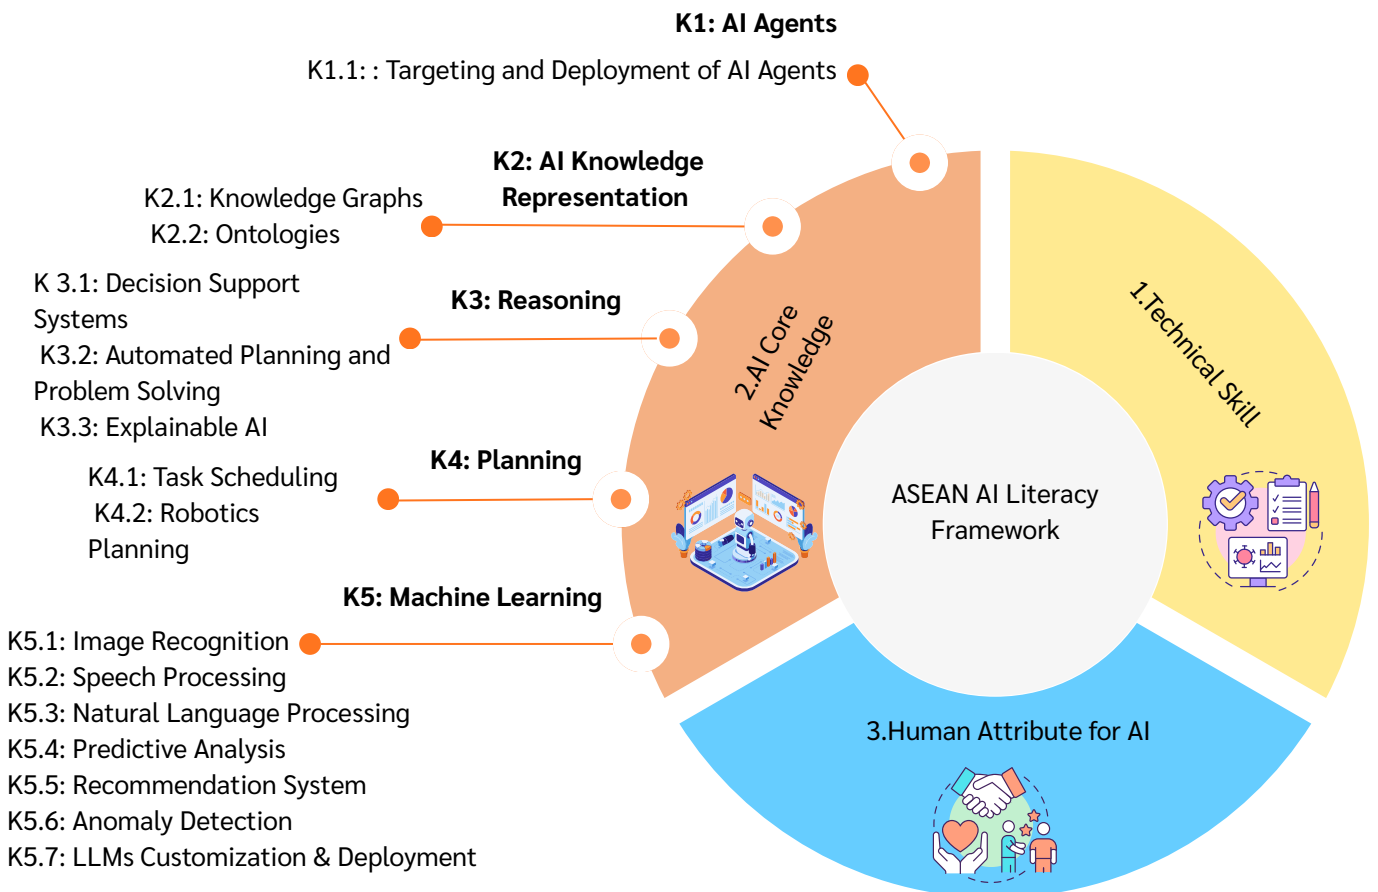 K1: AI Agents
K1.1: : Targeting and Deployment of AI Agents
K2: AI Knowledge
Representation
K2.1: Knowledge Graphs
K2.2: Ontologies
K3: Reasoning
K 3.1: Decision Support
Systems
K3.2: Automated Planning and
Problem Solving
K3.3: Explainable AI
K4: Planning
K4.1: Task Scheduling
K4.2: Robotics
Planning
K5: Machine Learning
K5.1: Image Recognition
K5.2: Speech Processing
K5.3: Natural Language Processing
K5.4: Predictive Analysis
K5.5: Recommendation System
K5.6: Anomaly Detection
K5.7: LLMs Customization & Deployment
2.AI Core
Knowledge
1.Technical Skill
ASEAN AI Literacy
Framework
3.Human Attribute for AI